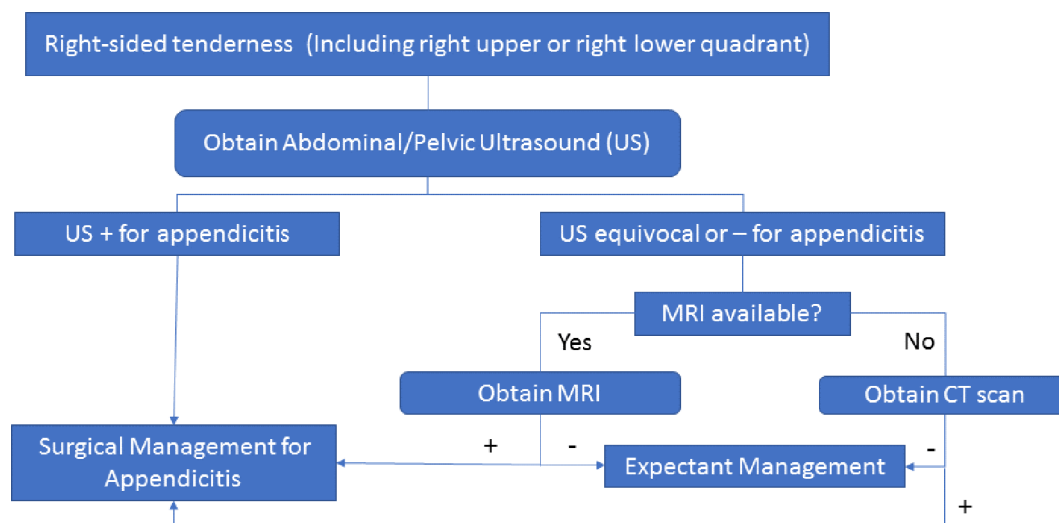 Right-sided tenderness (Including right upper or right lower quadrant)
Obtain Abdominal/Pelvic Ultrasound (US)
US + for appendicitis
US equivocal or – for appendicitis
MRI available?
Yes
No
Obtain MRI
Obtain CT scan
Surgical Management for
Appendicitis
+
-
Expectant Management
-
+